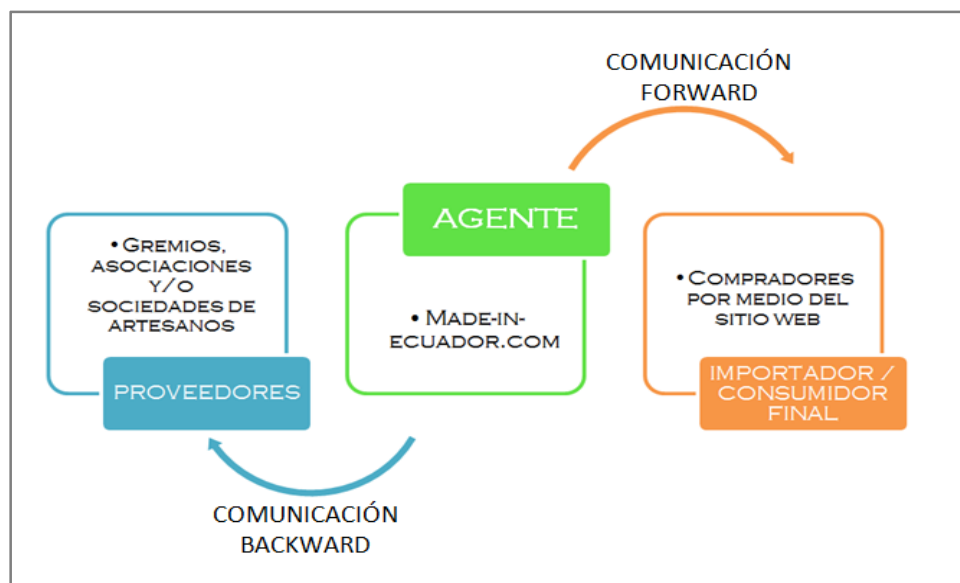 COMUNICACIÓN
FORWARD
AGENTE
• GREMIOS,
ASOCIACIONES
Y/O
SOCIEDADES DE
ARTESANOS
PROVEEDORES
• MADE-IN-
ECUADOR.COM
• COMPRADORES
POR MEDIO DEL
SITIO WEB
IMPORTADOR /
CONSUMIDOR
FINAL
COMUNICACIÓN
BACKWARD